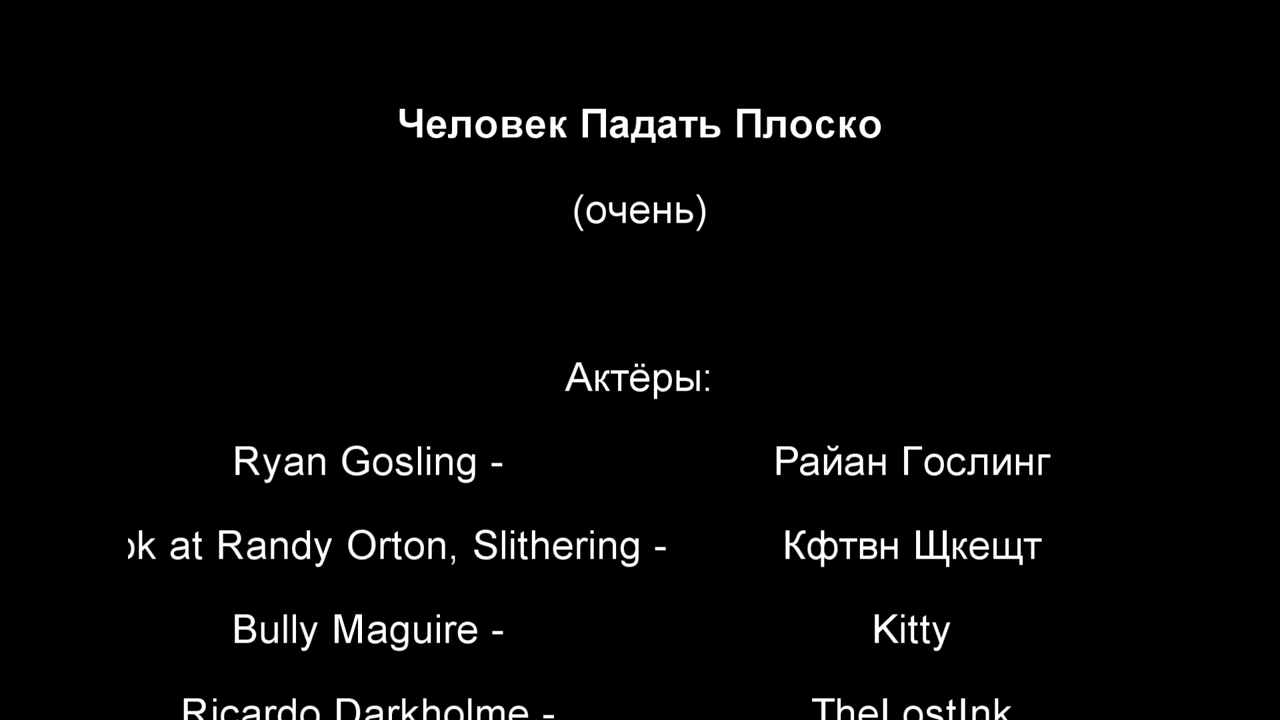 Человек Падать Плоско
(очень)
Актёры:
Ryan Gosling - Райан Гослинг
at Randy Orton, Slithering - Кфтвн Щкещт
Bully Maguire - Kitty
Ricardo Darkholme - TheLostInk